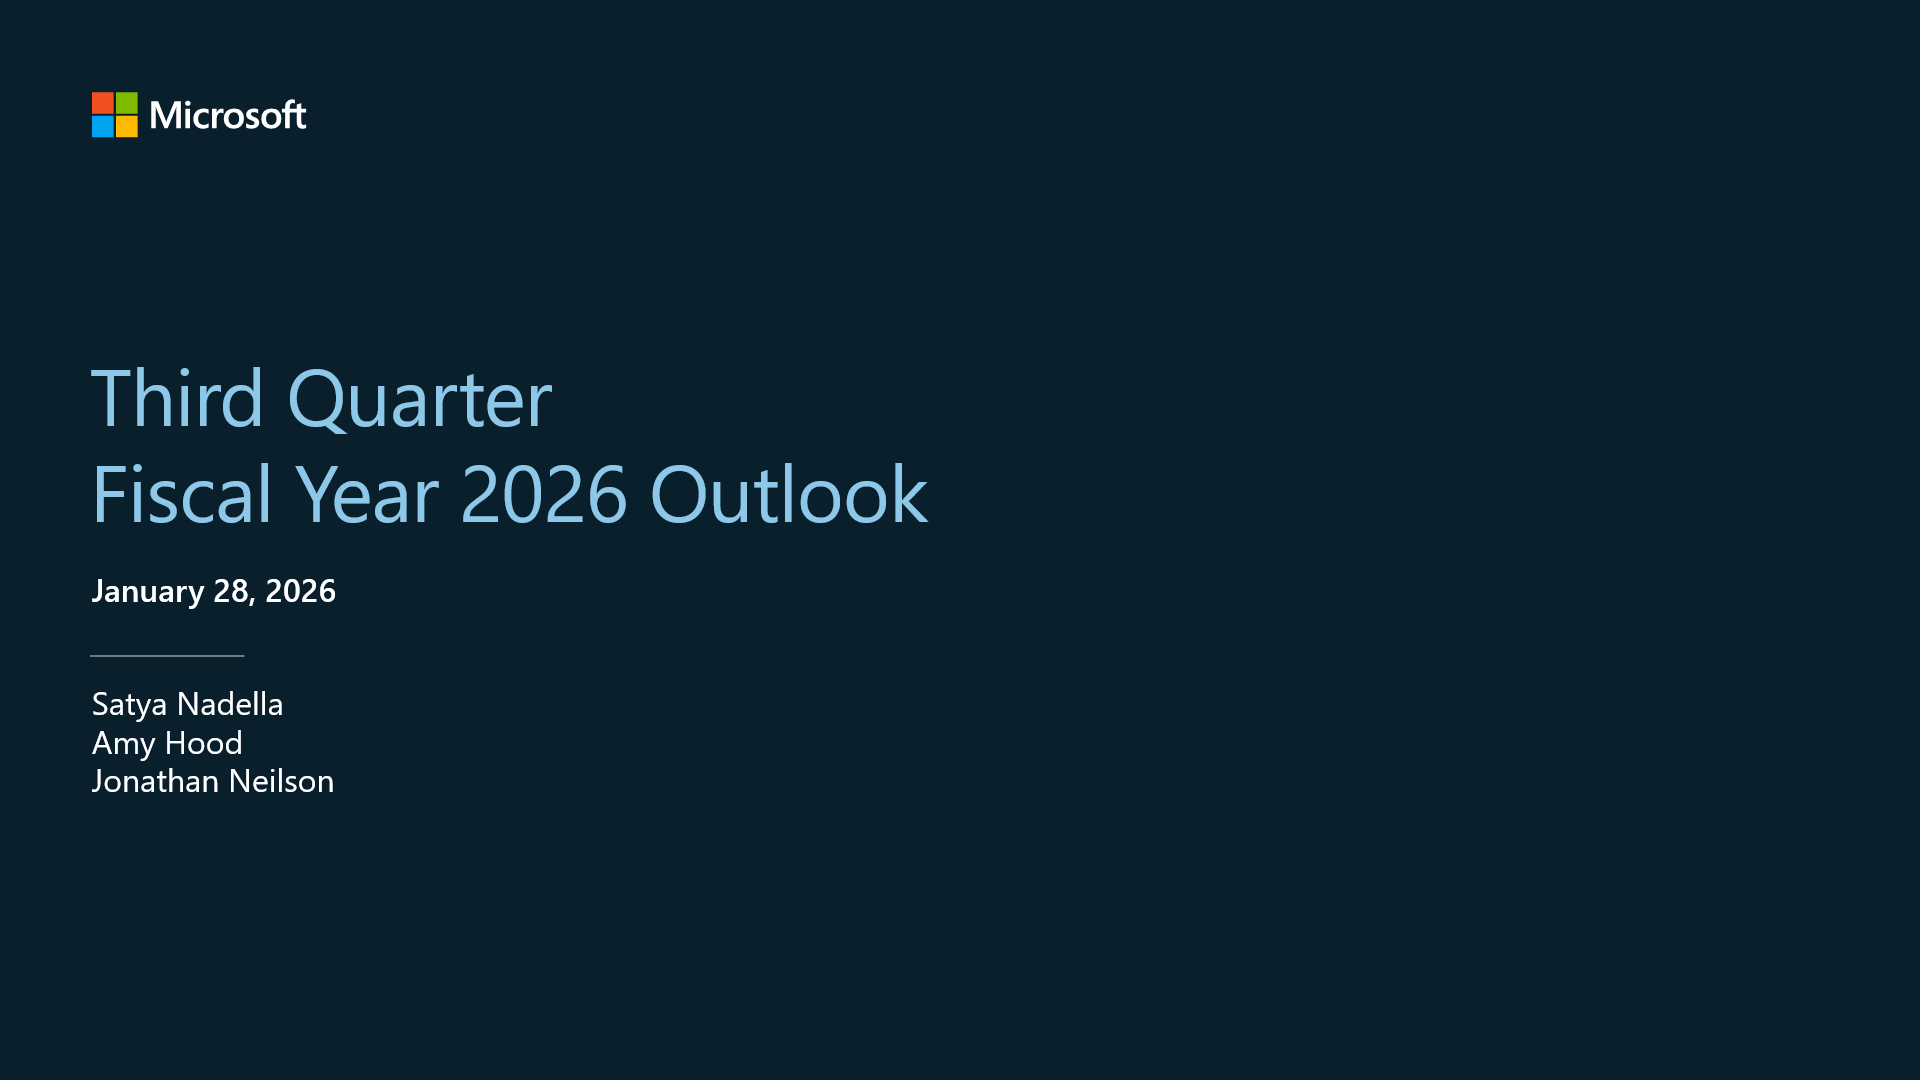 Microsoft
Third Quarter
Fiscal Year 2026 Outlook
January 28, 2026
Satya Nadella
Amy Hood
Jonathan Neilson